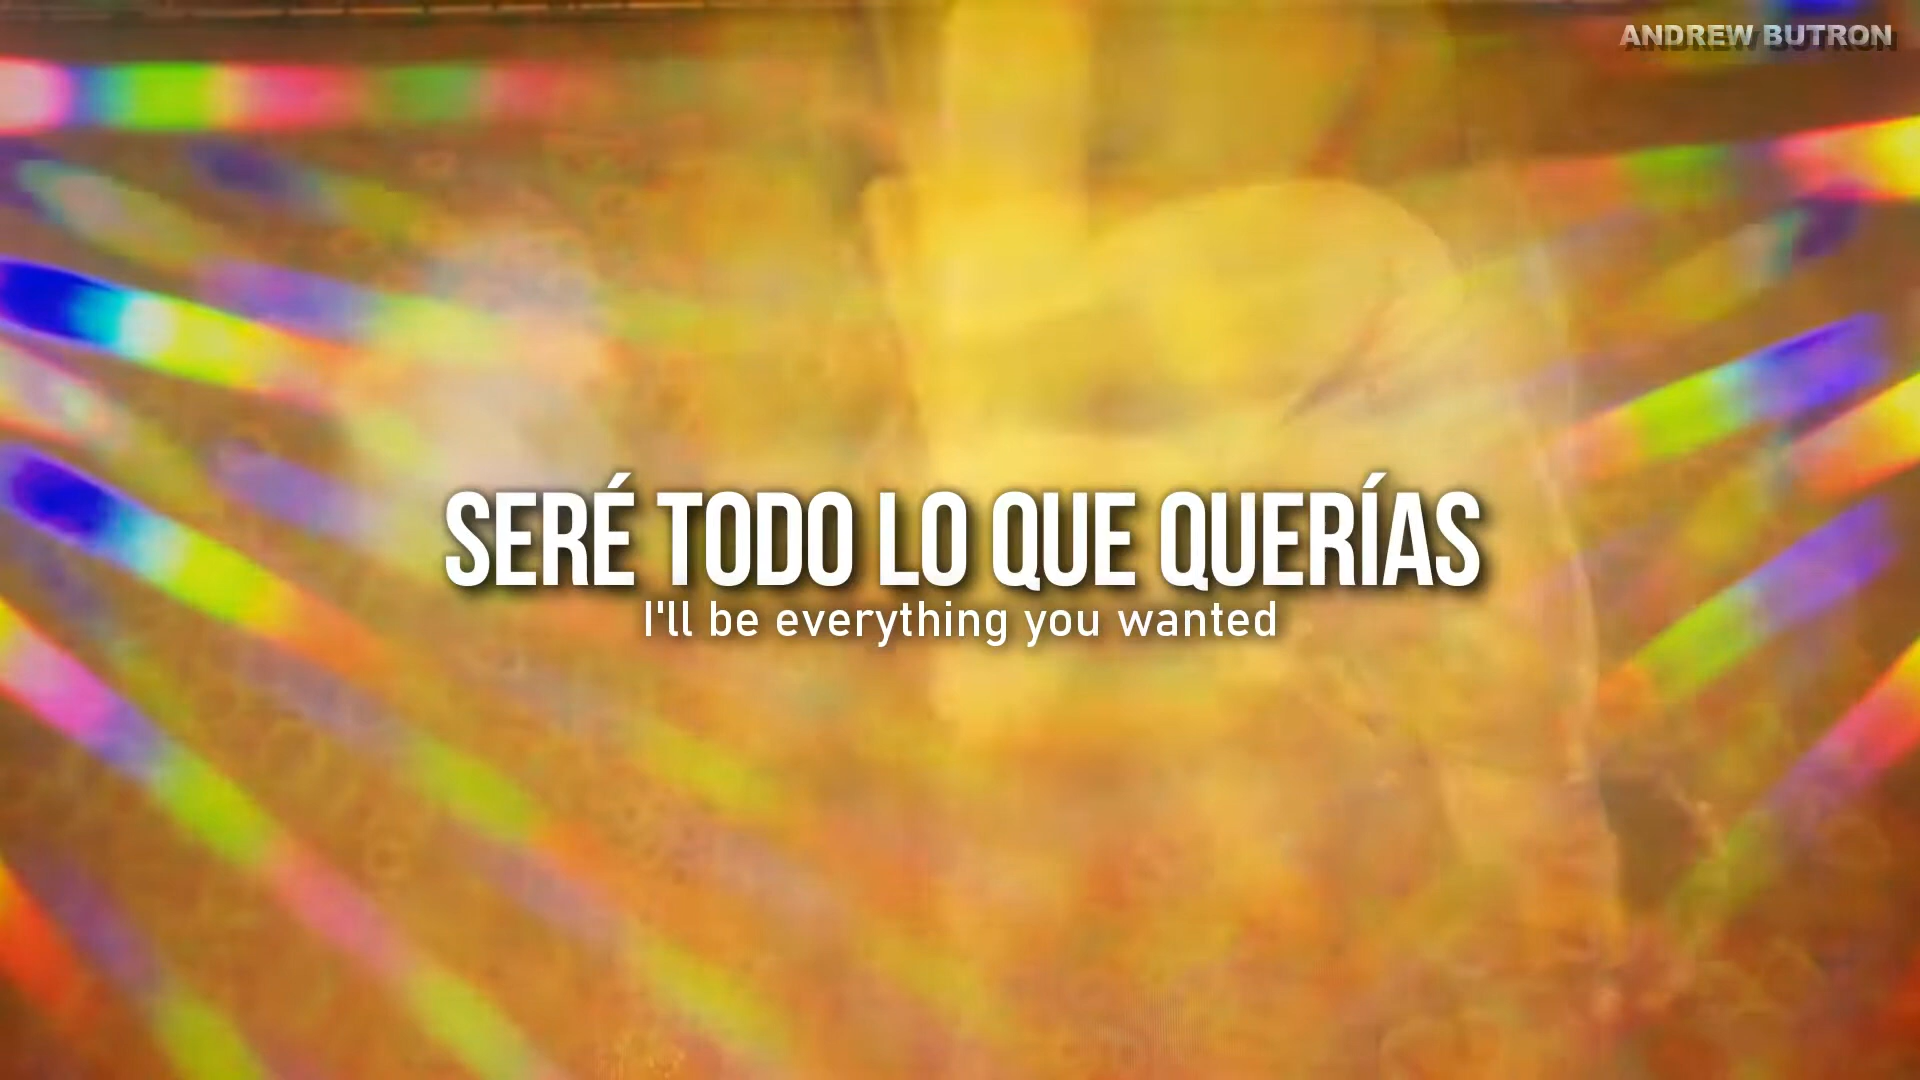 ANDREW BUTRON
SERÉ TODO LO QUE QUERÍAS
I'll be everything you wanted